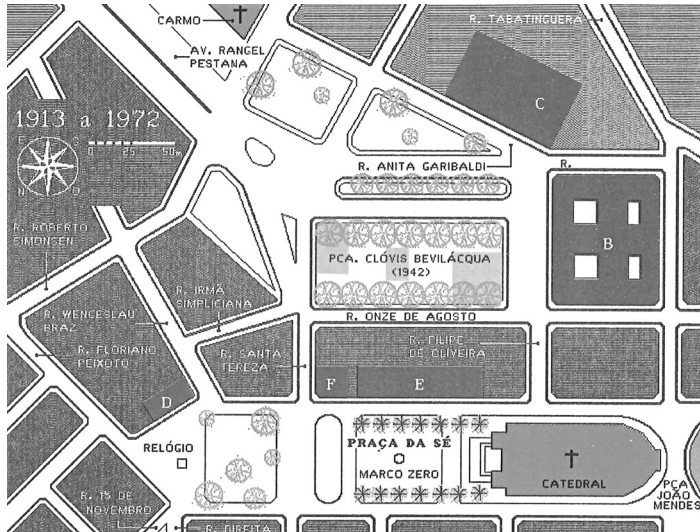 CARMO
R. TABATINGUERA
AV. RANGEL
PESTANA
C
1913 a 1972
0 25 50m
E S
N O
R. ANITA GARIBALDI
R.
R. ROBERTO
SIMONSEN
B
PCA. CLÓVIS BEVILÁCQUA
(1942)
R. IRMÃ
SIMPLICIANA
R. WENCESLAU
BRAZ
R. ONZE DE AGOSTO
R. FLORIANO
PEIXOTO
R. SANTA
TEREZA
R. FILIPE
DE OLIVEIRA
F
E
D
RELÓGIO
PRAÇA DA SÉ
MARCO ZERO
CATEDRAL
PÇA
JOÃO
MENDES
R. 15 DE
NOVEMBRO
R. DIREITA